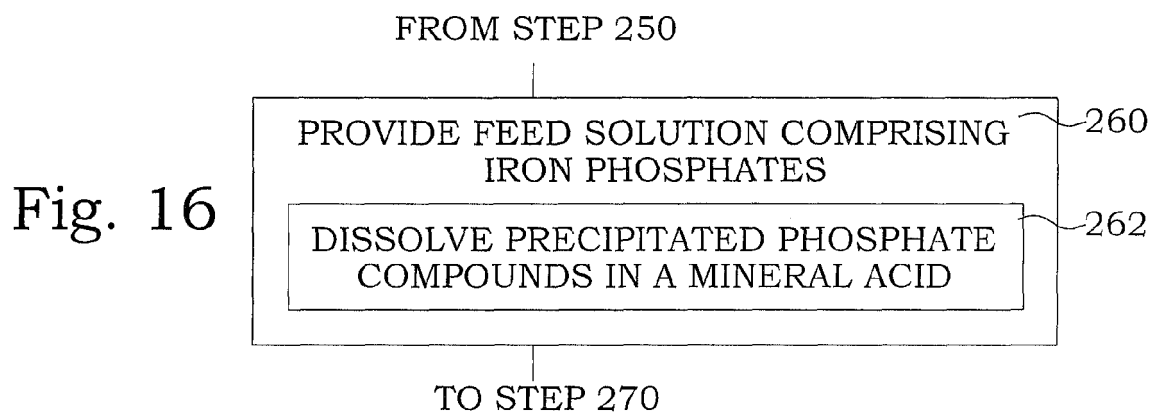 FROM STEP 250
PROVIDE FEED SOLUTION COMPRISING
IRON PHOSPHATES
260
Fig. 16
DISSOLVE PRECIPITATED PHOSPHATE
COMPOUNDS IN A MINERAL ACID
262
TO STEP 270